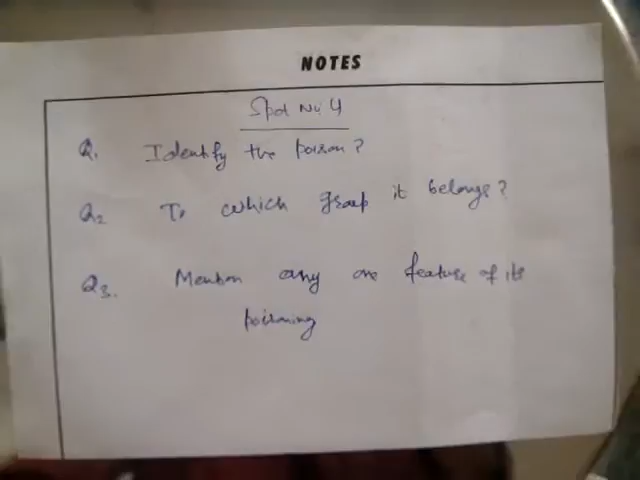 NOTES
Spot No. 4
Q. Identify the poison?
Q2 To which group it belongs?
Q3. Mention any one feature of its
poisoning